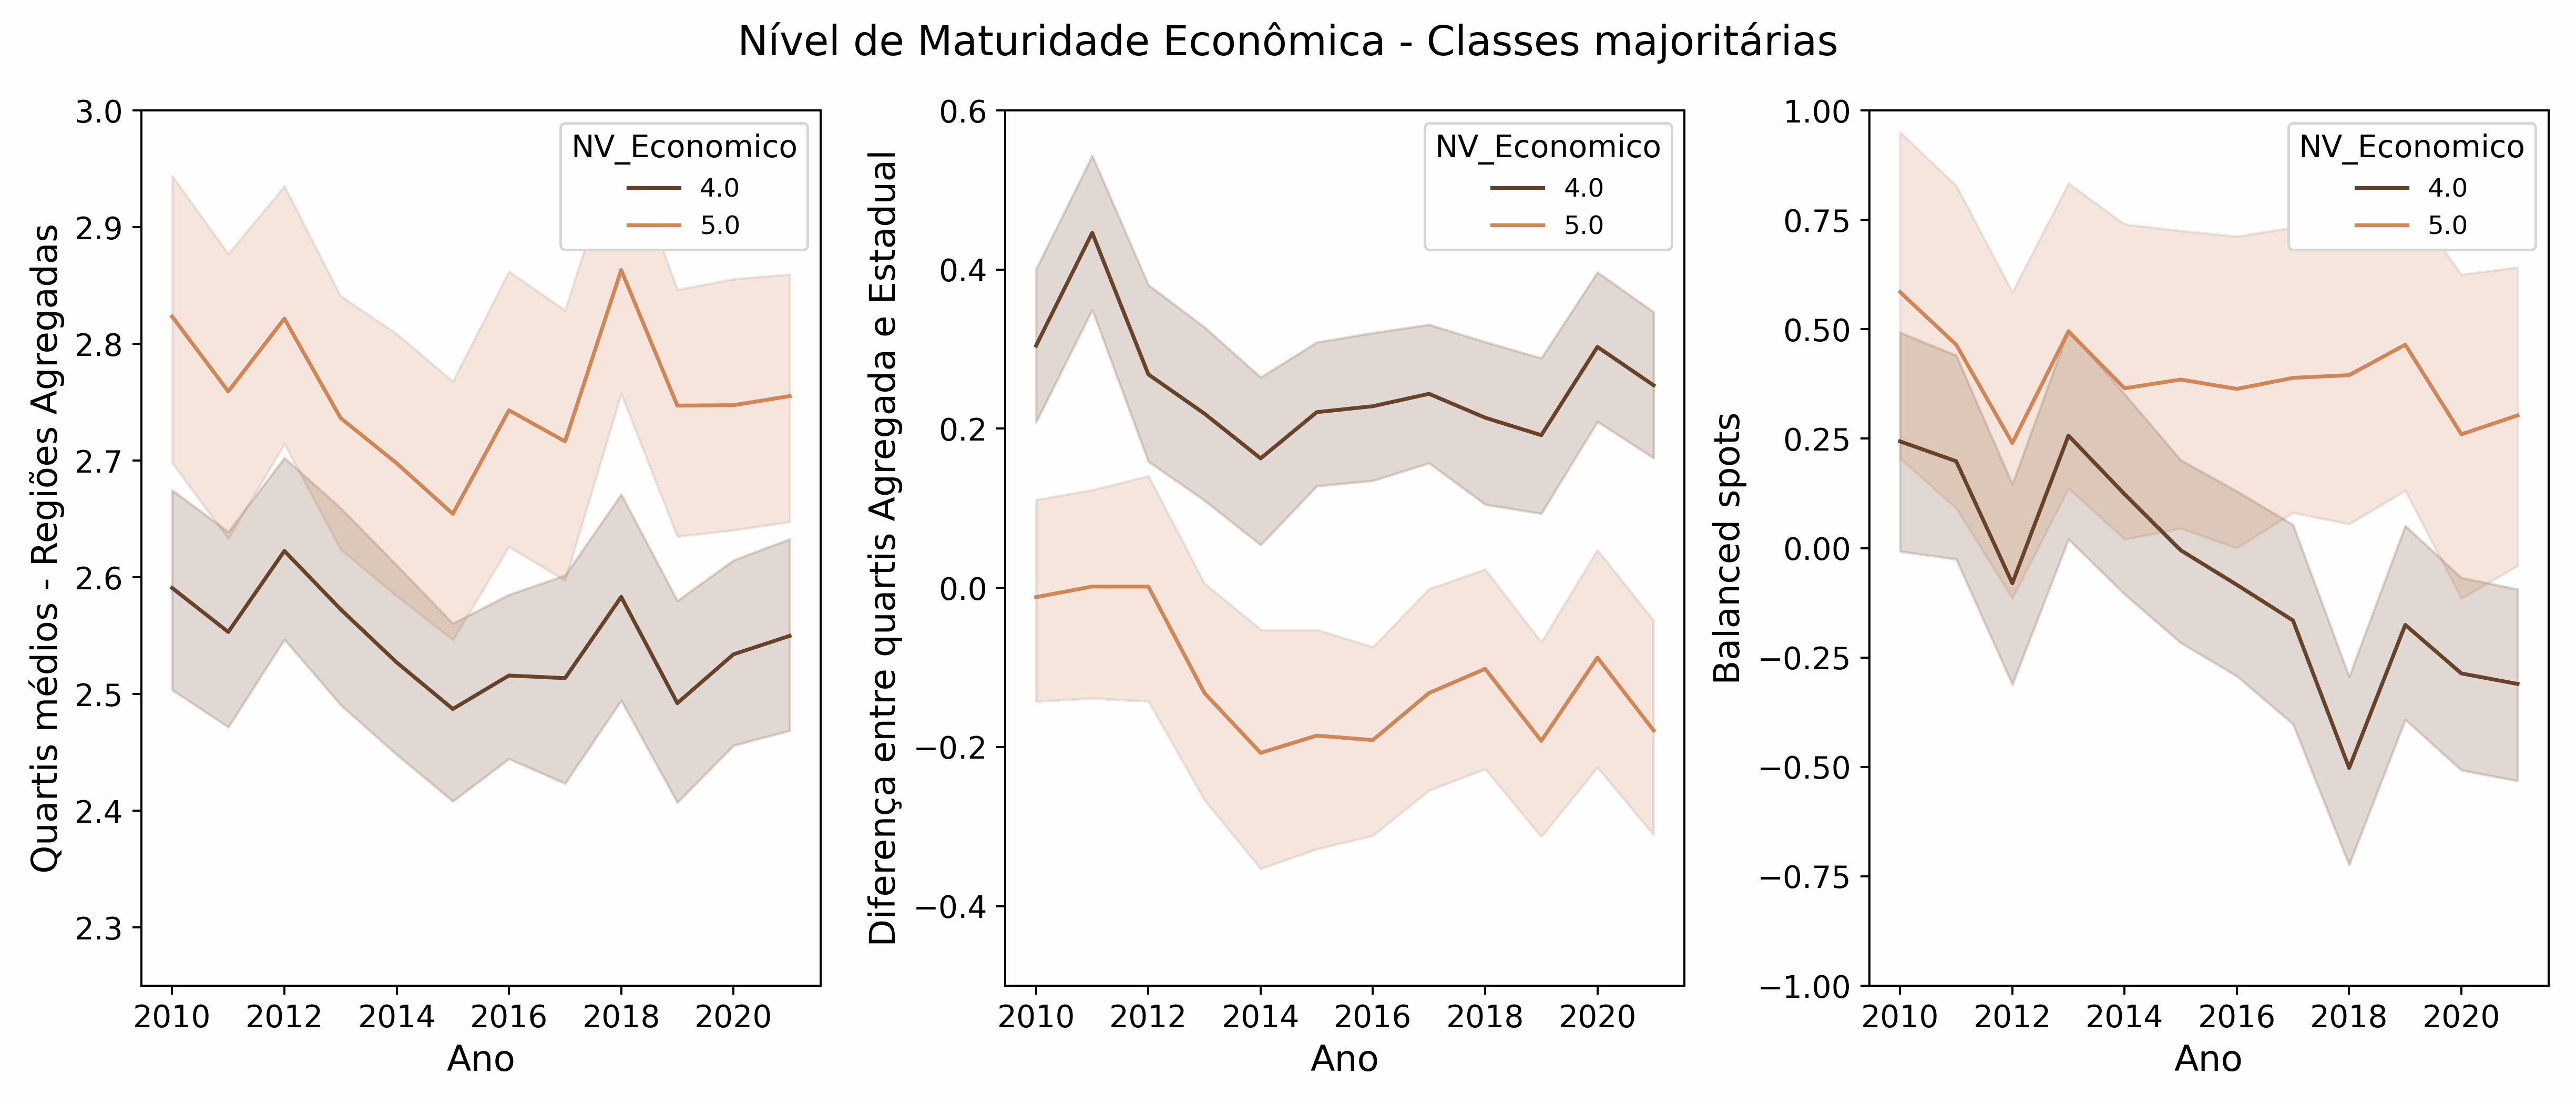 Nível de Maturidade Econômica - Classes majoritárias
Quartis médios - Regiões Agregadas
3.0
2.9
2.8
2.7
2.6
2.5
2.4
2.3
NV_Economico
4.0
5.0
2010 2012 2014 2016 2018 2020
Ano
Diferença entre quartis Agregada e Estadual
0.6
0.4
0.2
0.0
−0.2
−0.4
NV_Economico
4.0
5.0
2010 2012 2014 2016 2018 2020
Ano
Balanced spots
1.00
0.75
0.50
0.25
0.00
−0.25
−0.50
−0.75
−1.00
NV_Economico
4.0
5.0
2010 2012 2014 2016 2018 2020
Ano